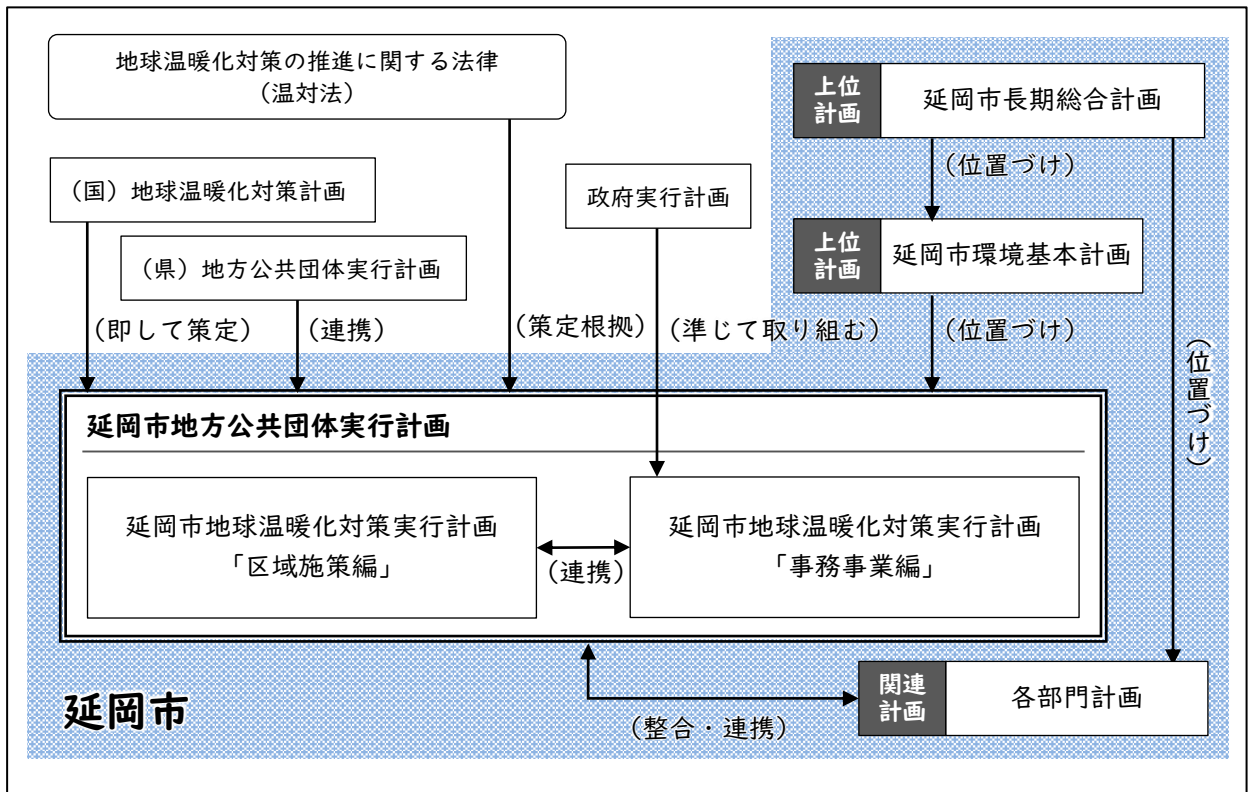 地球温暖化対策の推進に関する法律
(温対法)
上位
計画
延岡市長期総合計画
(位置づけ)
(国)地球温暖化対策計画
政府実行計画
(県)地方公共団体実行計画
上位
計画
延岡市環境基本計画
(即して策定)
(連携)
(策定根拠)
(準じて取り組む)
(位置づけ)
(位置づけ)
延岡市地方公共団体実行計画
延岡市地球温暖化対策実行計画
「区域施策編」
(連携)
延岡市地球温暖化対策実行計画
「事務事業編」
関連
計画
各部門計画
(整合・連携)
延岡市